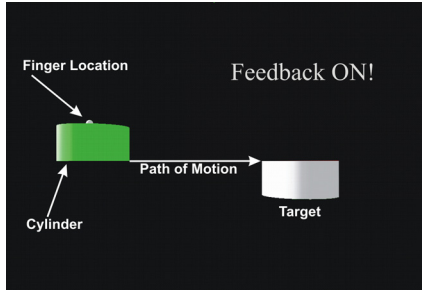 Finger Location
Feedback ON!
Path of Motion
Target
Cylinder